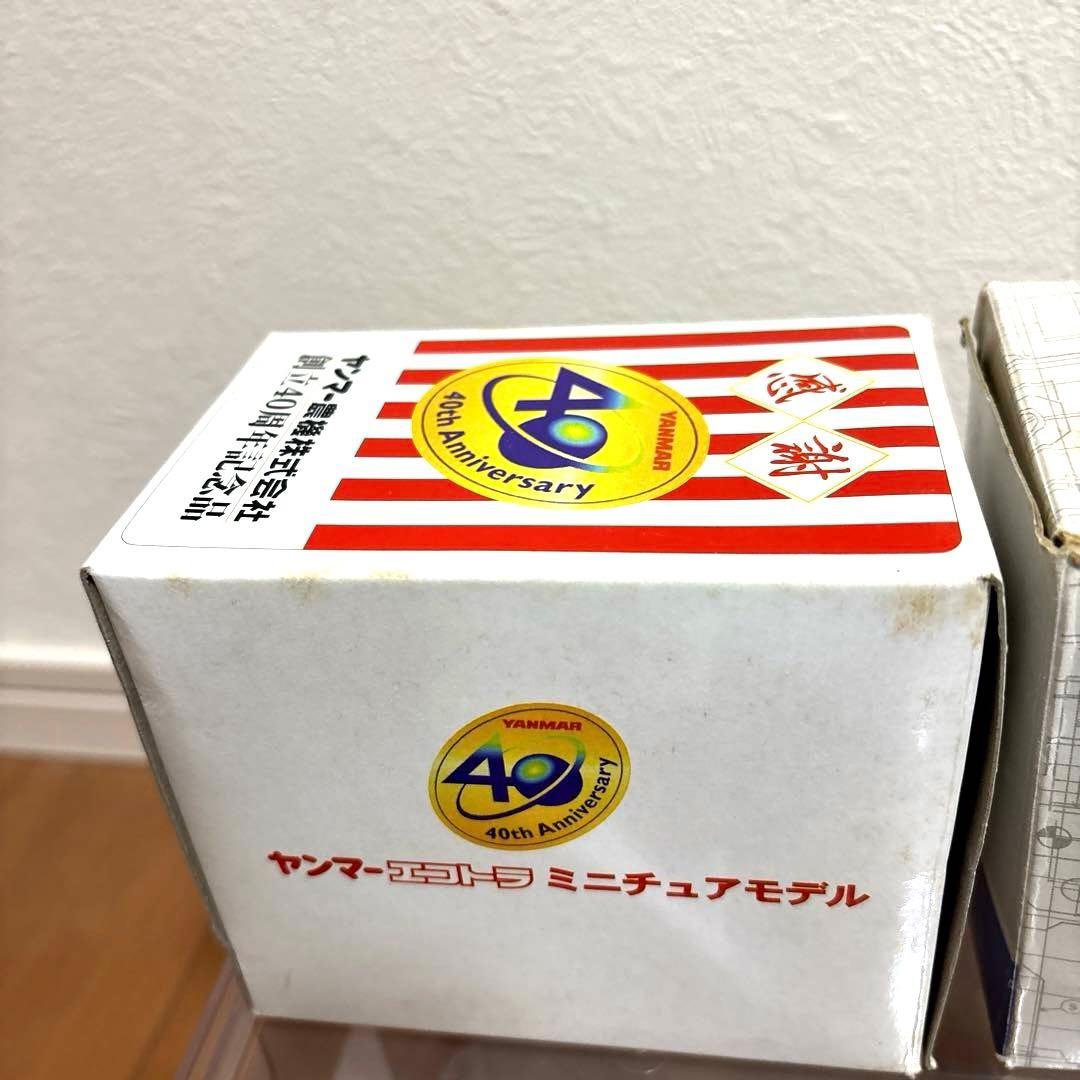 ヤンマー農機株式会社
創立40周年記念品
感謝
YANMAR
40
40th Anniversary
YANMAR
40
40th Anniversary
ヤンマーエコトラ ミニチュアモデル